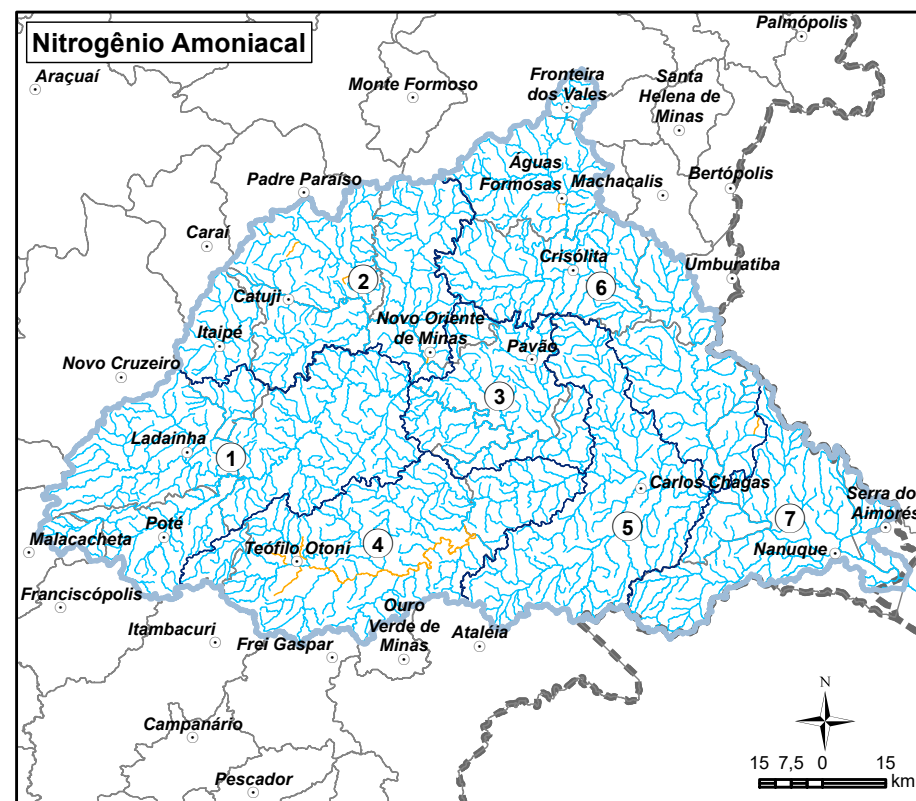 Nitrogênio Amoniacal
Palmópolis
Araçuaí
Monte Formoso
Fronteira
dos Vales
Santa
Helena de
Minas
Padre Paraíso
Águas
Formosas
Machacalis
Bertópolis
Caraí
Crisólita
Umburatiba
2
6
Catuji
Itaipé
Novo Oriente
de Minas
Pavão
Novo Cruzeiro
3
Ladainha
1
Carlos Chagas
Serra do
Aimorés
Malacacheta
Poté
4
5
7
Teófilo Otoni
Nanuque
Franciscópolis
Itambacuri
Ouro
Verde de
Minas
Frei Gaspar
Ataléia
Campanário
Pescador
N
15 7,5 0 15
km